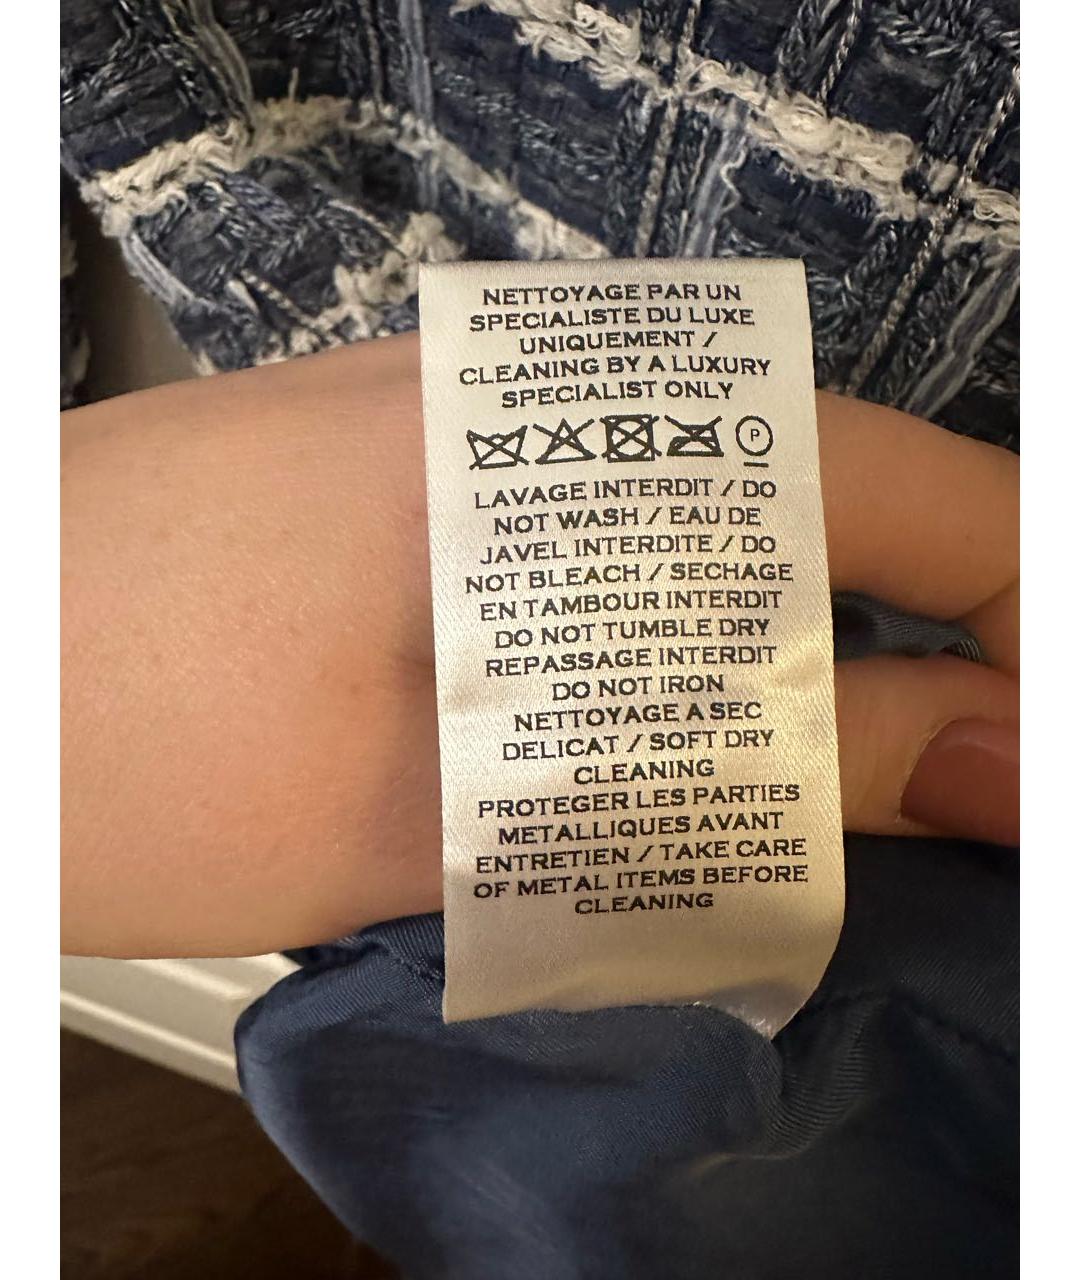 NETTOYAGE PAR UN
SPECIALISTE DU LUXE
UNIQUEMENT /
CLEANING BY A LUXURY
SPECIALIST ONLY
P
LAVAGE INTERDIT / DO
NOT WASH / EAU DE
JAVEL INTERDITE / DO
NOT BLEACH / SECHAGE
EN TAMBOUR INTERDIT
DO NOT TUMBLE DRY
REPASSAGE INTERDIT
DO NOT IRON
NETTOYAGE A SEC
DELICAT / SOFT DRY
CLEANING
PROTEGER LES PARTIES
METALLIQUES AVANT
ENTRETIEN / TAKE CARE
OF METAL ITEMS BEFORE
CLEANING